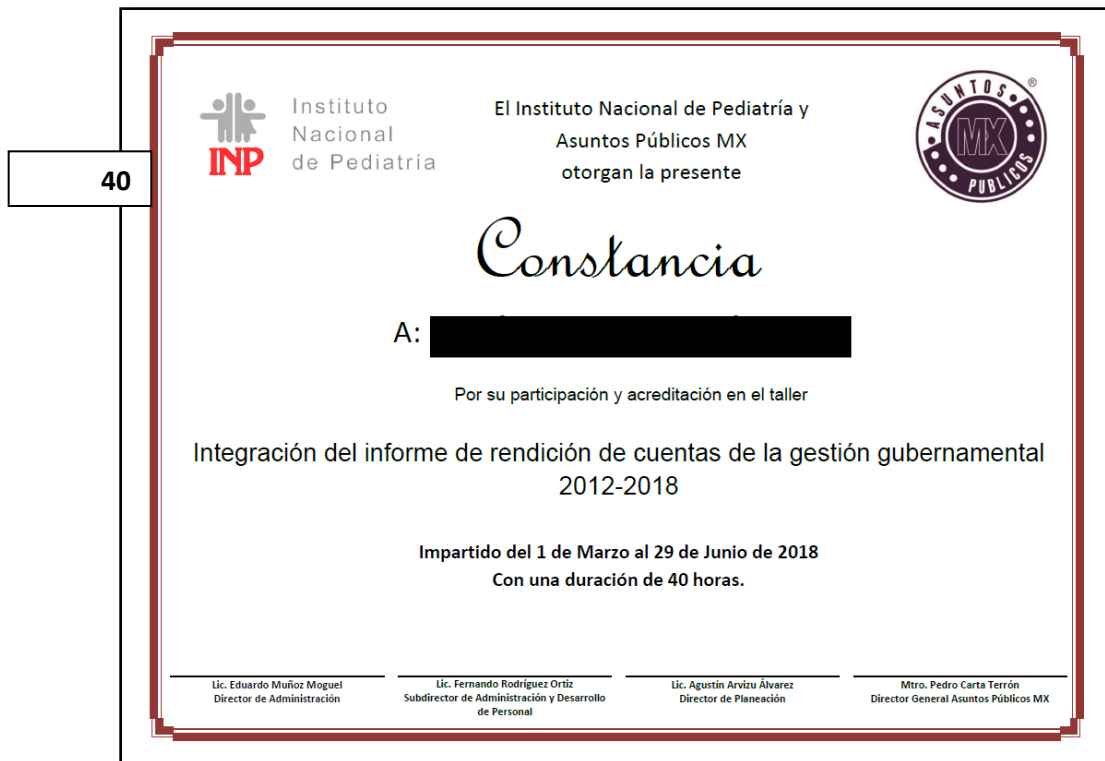 Instituto
Nacional
de Pediatría
INP
El Instituto Nacional de Pediatría y
Asuntos Públicos MX
otorgan la presente
ASUNTOS
MX
PUBLICOS
®
40
Constancia
A:
Por su participación y acreditación en el taller
Integración del informe de rendición de cuentas de la gestión gubernamental
2012-2018
Impartido del 1 de Marzo al 29 de Junio de 2018
Con una duración de 40 horas.
Lic. Eduardo Muñoz Moguel
Director de Administración
Lic. Fernando Rodríguez Ortiz
Subdirector de Administración y Desarrollo
de Personal
Lic. Agustín Arvizu Álvarez
Director de Planeación
Mtro. Pedro Carta Terrón
Director General Asuntos Públicos MX